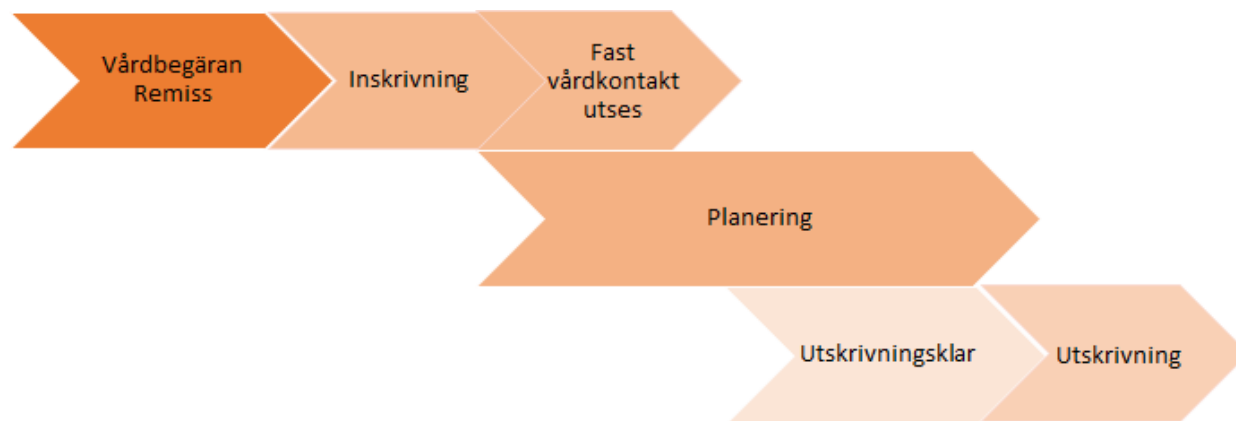 Vårdbegäran
Remiss
Inskrivning
Fast
vårdkontakt
utses
Planering
Utskrivningsklar
Utskrivning